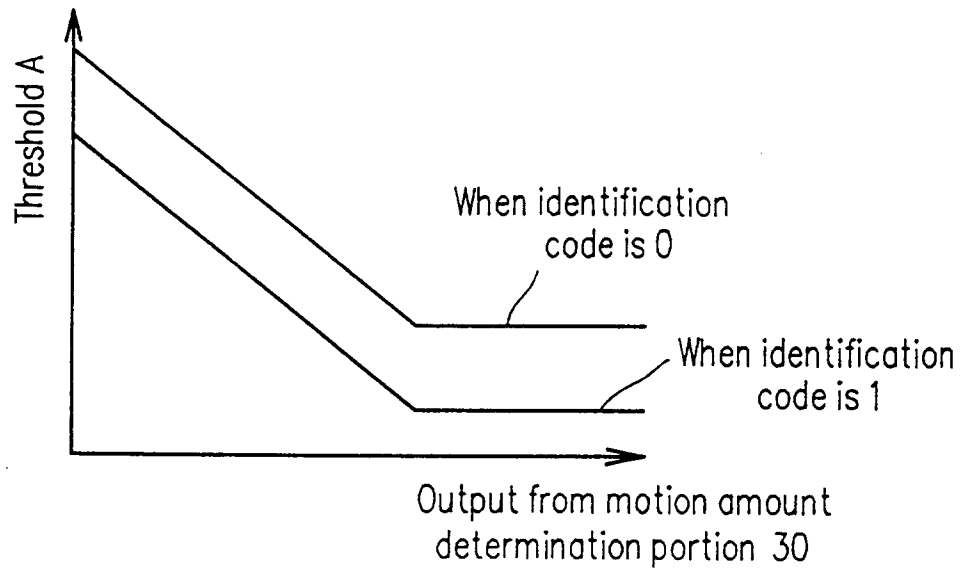 Threshold A
When identification
code is 0
When identification
code is 1
Output from motion amount
determination portion 30